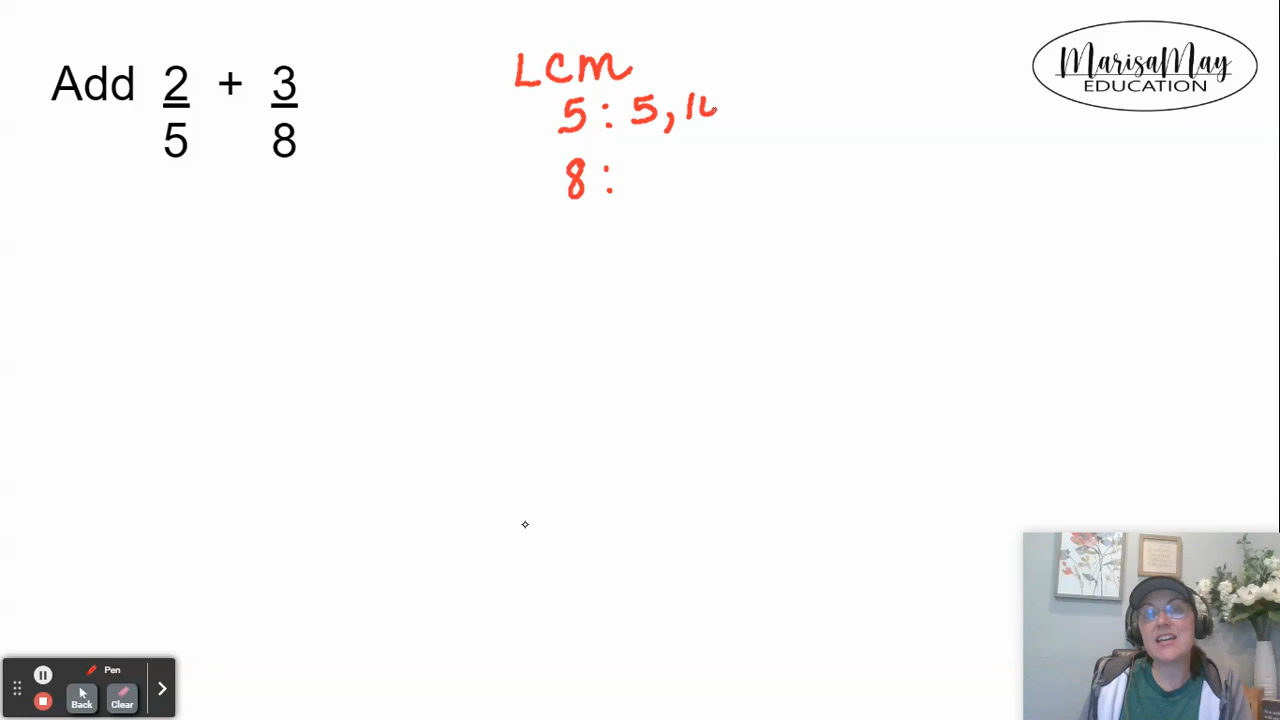 Add 2/5 + 3/8
LCM
5: 5, 10
8:
MarisaMay
EDUCATION
Pen
Back
Clear